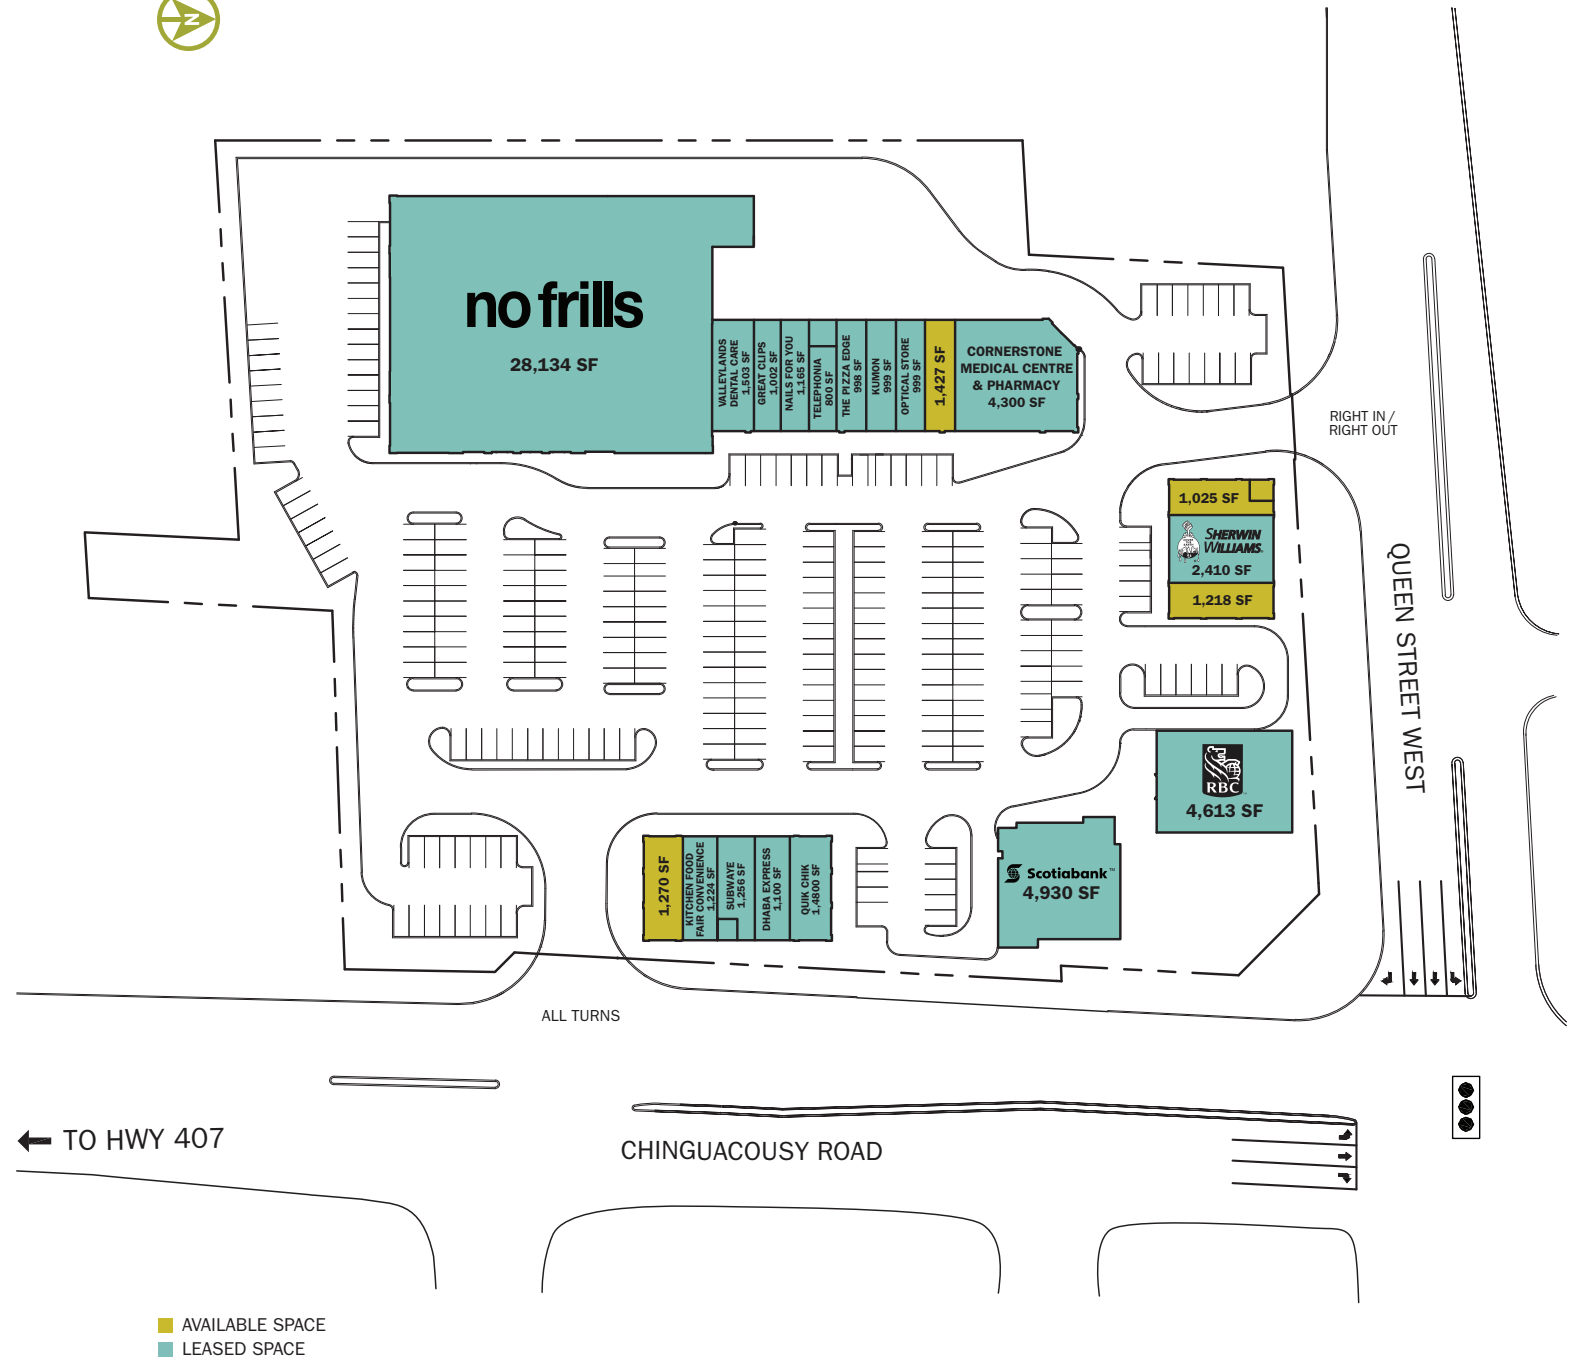 N
no frills
28,134 SF
VALLEYLANDS
DENTAL CARE
1,503 SF
GREAT CLIPS
1,002 SF
NAILS FOR YOU
1,165 SF
TELEPHONIA
800 SF
THE PIZZA EDGE
998 SF
KUMON
999 SF
OPTICAL STORE
999 SF
1,427 SF
CORNERSTONE
MEDICAL CENTRE
& PHARMACY
4,300 SF
RIGHT IN /
RIGHT OUT
1,025 SF
SHERWIN
WILLIAMS.
2,410 SF
1,218 SF
QUEEN STREET WEST
RBC
4,613 SF
Scotiabank™
4,930 SF
1,270 SF
KITCHEN FOOD
FAIR CONVENIENCE
1,224 SF
SUBWAYE
1,256 SF
DHABA EXPRESS
1,100 SF
QUIK CHIK
1,4800 SF
ALL TURNS
TO HWY 407
CHINGUACOUSY ROAD
AVAILABLE SPACE
LEASED SPACE